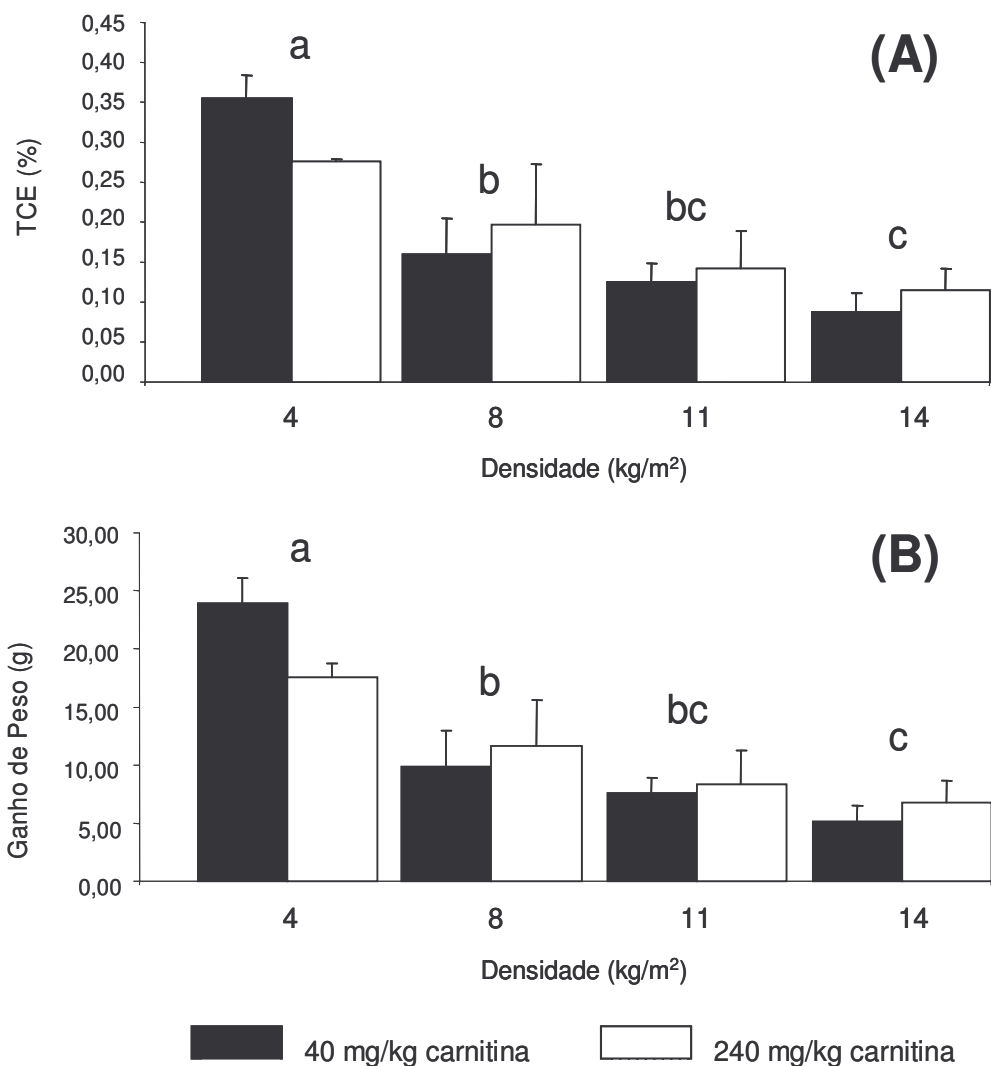 (A)
TCE (%)
0,45
0,40
0,35
0,30
0,25
0,20
0,15
0,10
0,05
0,00
a
b
bc
c
4 8 11 14
Densidade (kg/m²)
(B)
Ganho de Peso (g)
30,00
25,00
20,00
15,00
10,00
5,00
0,00
a
b
bc
c
4 8 11 14
Densidade (kg/m²)
40 mg/kg carnitina
240 mg/kg carnitina